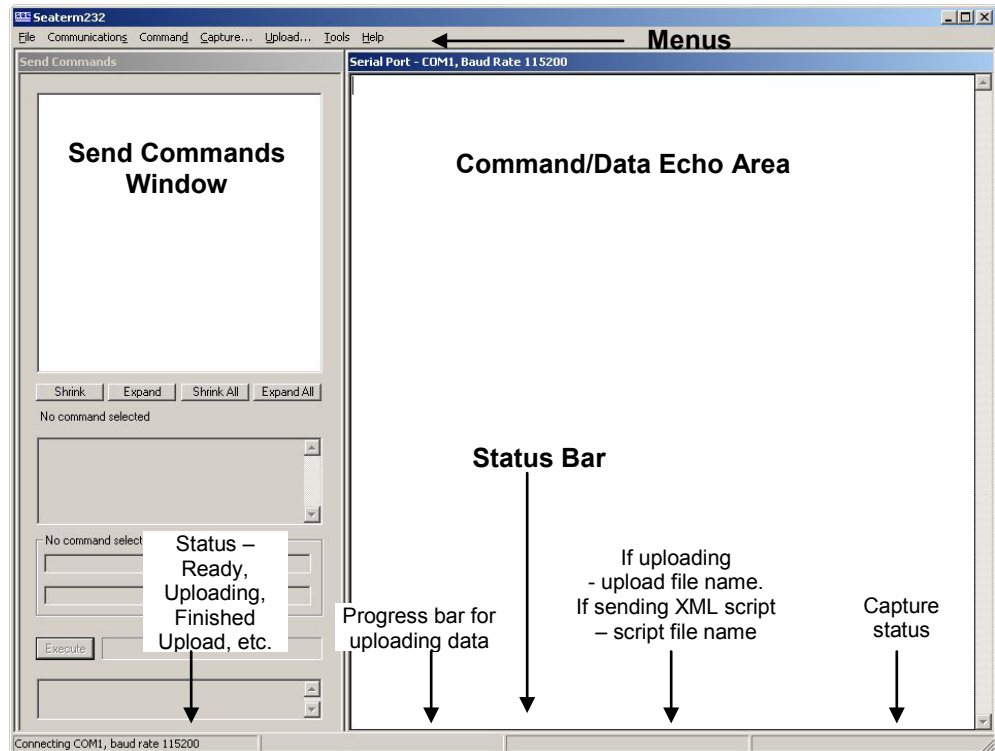 Seaterm232
File Communications Command Capture... Upload... Tools Help
Menus
Send Commands
Serial Port - COM1, Baud Rate 115200
Send Commands
Window
Command/Data Echo Area
Shrink Expand Shrink All Expand All
No command selected
Status Bar
No command selec
Status –
Ready,
Uploading,
Finished
Upload, etc.
Execute
Progress bar for
uploading data
If uploading
- upload file name.
If sending XML script
– script file name
Capture
status
Connecting COM1, baud rate 115200